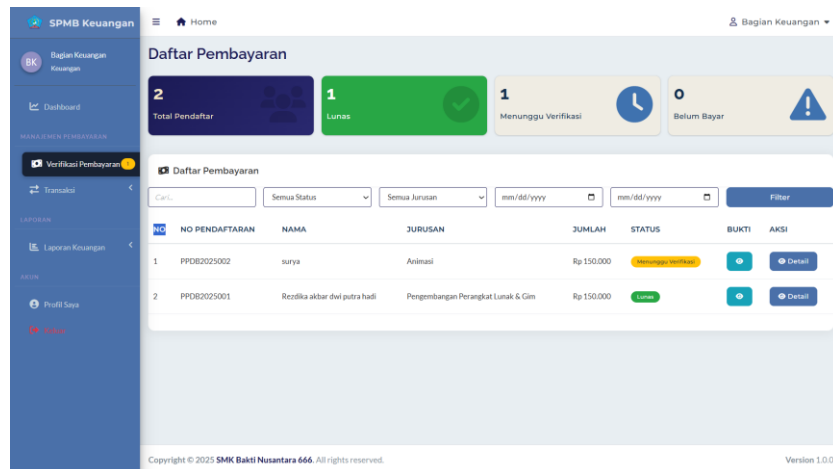 SPMB Keuangan
Home
Bagian Keuangan
BK
Bagian Keuangan
Keuangan
Dashboard
MANAJEMEN PEMBAYARAN
Verifikasi Pembayaran
Transaksi
LAPORAN
Laporan Keuangan
AKUN
Profil Saya
Daftar Pembayaran
2
Total Pendaftar
1
Lunas
1
Menunggu Verifikasi
0
Belum Bayar
Daftar Pembayaran
Cari...
Semua Status
Semua Jurusan
mm/dd/yyyy
mm/dd/yyyy
Filter
NO NO PENDAFTARAN NAMA JURUSAN JUMLAH STATUS BUKTI AKSI
1 PPDB2025002 surya Animasi Rp 150.000 Menunggu Verifikasi Detail
2 PPDB2025001 Rezdika akbar dwi putra hadi Pengembangan Perangkat Lunak & Gim Rp 150.000 Lunas Detail
Copyright © 2025 SMK Bakti Nusantara 666. All rights reserved.
Version 1.0.0